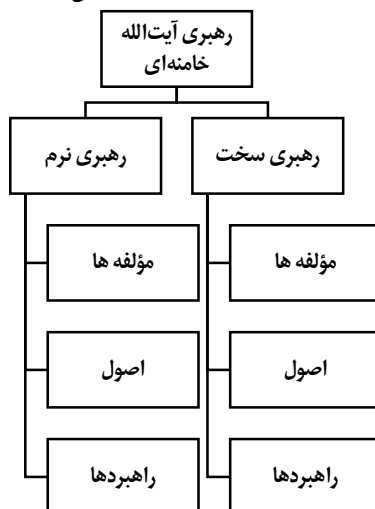 رهبری آیت‌الله
خامنه‌ای
رهبری سخت
رهبری نرم
مؤلفه ها
مؤلفه ها
اصول
اصول
راهبردها
راهبردها